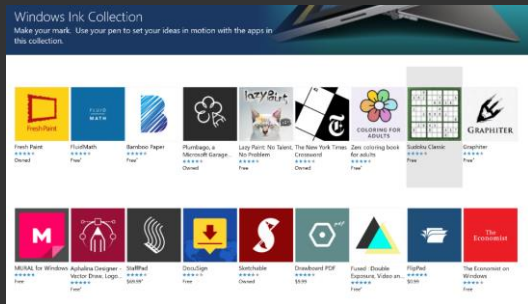 Windows Ink Collection
Make your mark. Use your pen to set your ideas in motion with the apps in
this collection.
Fresh Paint
FLUID
MATH
COLORING FOR
ADULTS
GRAPHITER
Fresh Paint
FluidMath
Bamboo Paper
Plumbago, a
Microsoft Garage...
Lazy Paint: No Talent,
No Problem
The New York Times
Crossword
Zen: coloring book
for adults
Sudoku Classic
Graphiter
Owned
Free
Free*
Owned
Free
Free*
Free
Free*
M
The
Economist
MURAL for Windows
Aphalina Designer -
Vector Draw, Logo...
StaffPad
DocuSign
Sketchable
Drawboard PDF
Fused : Double
Exposure, Video an...
FlipPad
The Economist on
Windows
Free
Free*
$69.99*
Free
Owned
$9.99
Free*
$0.99
Free